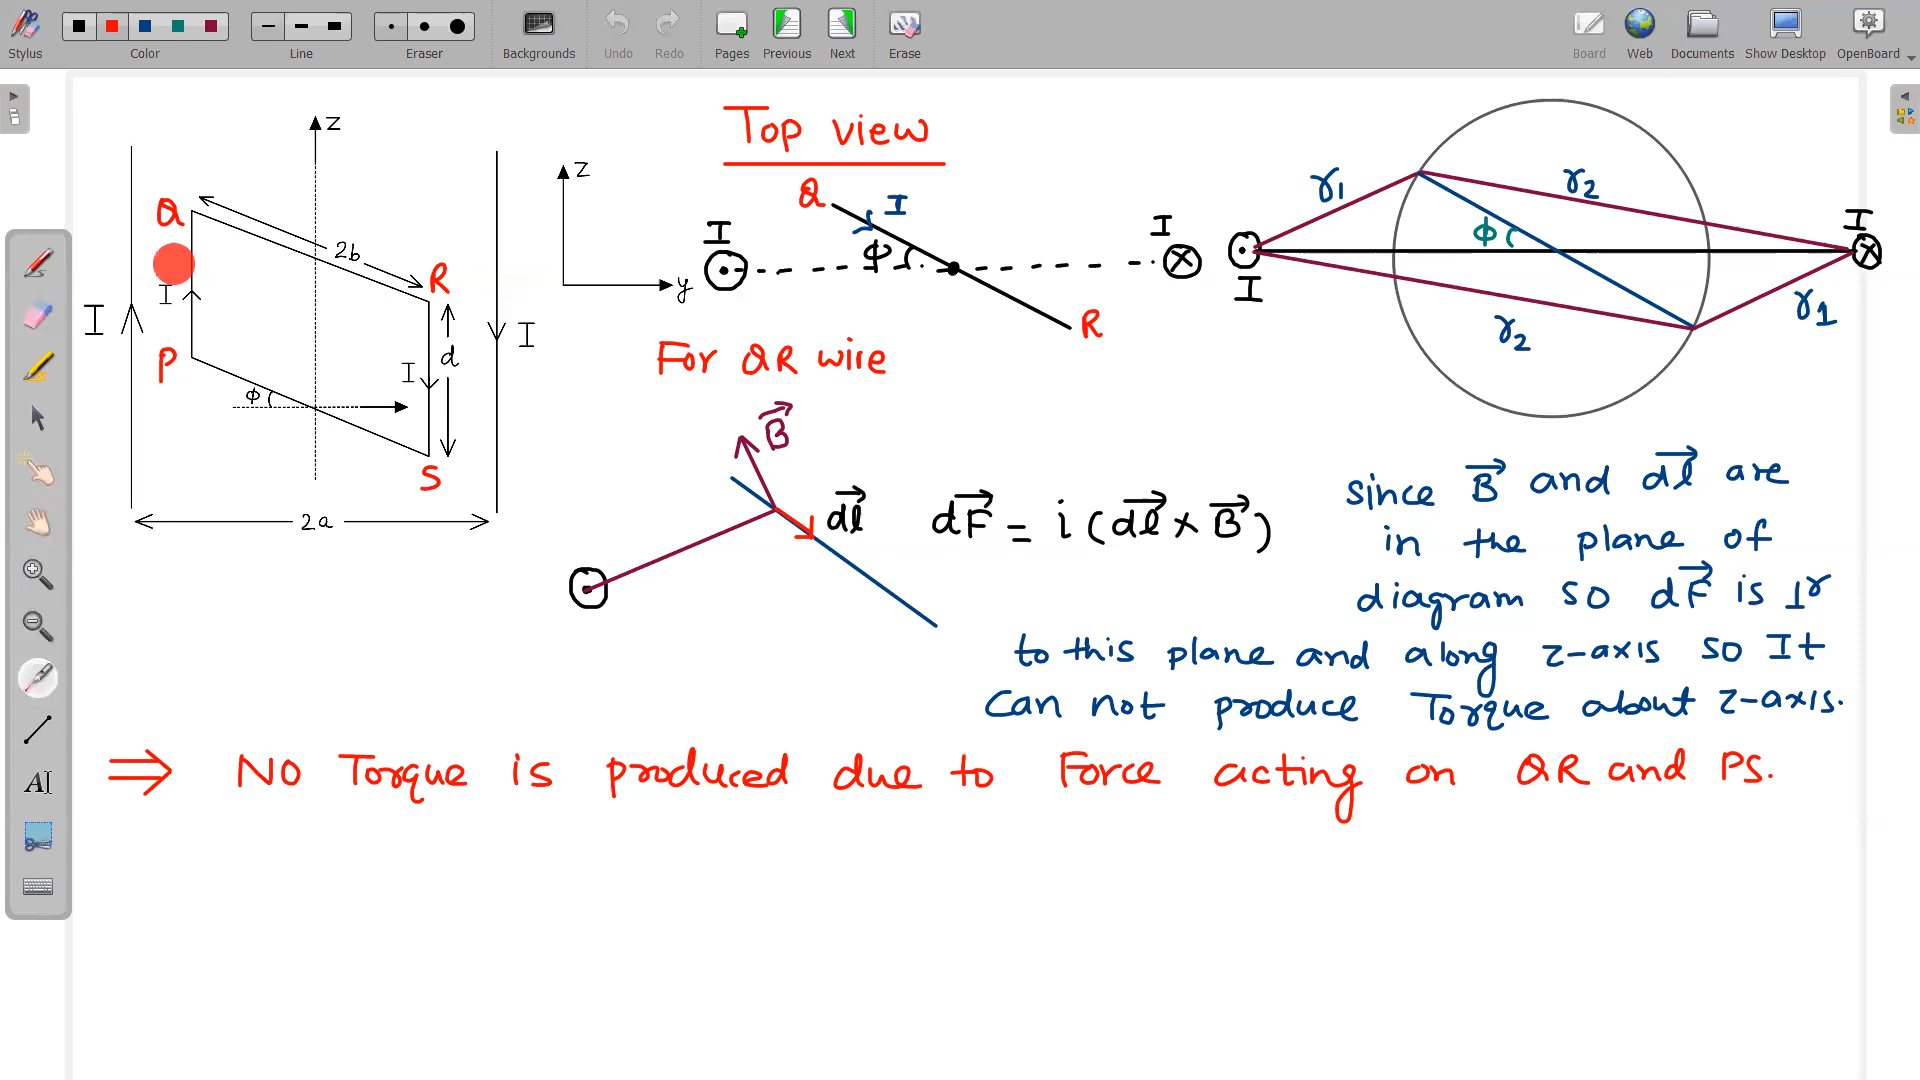 Stylus
Color
Line
Eraser
Backgrounds
Undo
Redo
Pages
Previous
Next
Erase
Board
Web
Documents
Show Desktop
OpenBoard
z
Q
2b
R
I
I
P
I
d
I
ϕ
S
2a
z
y
Top view
Q
I
I
ϕ
I
R
r1
r2
ϕ
I
I
r2
r1
For QR wire
B⃗
dl⃗
dF⃗ = i (dl⃗ × B⃗)
since B⃗ and dl⃗ are
in the plane of
diagram so dF⃗ is ⊥r
to this plane and along z-axis so It
Can not produce Torque about z-axis.
⇒ No Torque is produced due to Force acting on QR and PS.
AI